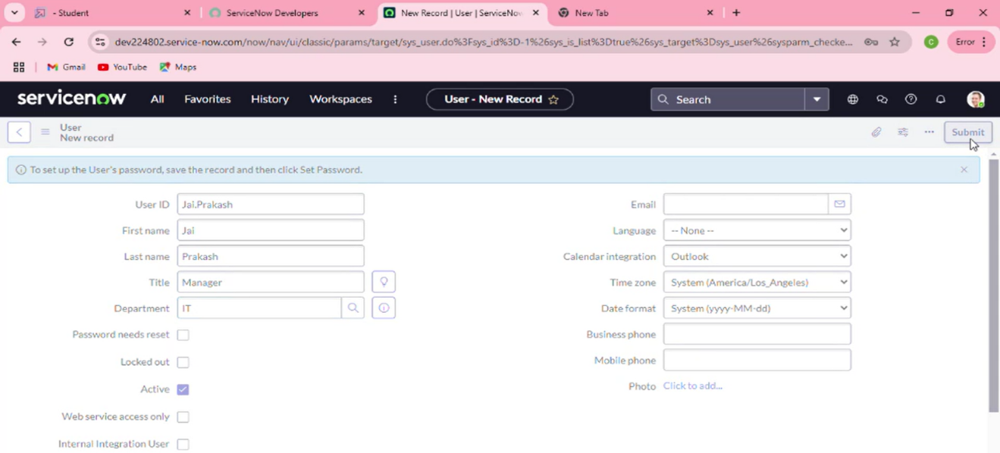 - Student
ServiceNow Developers
New Record | User | ServiceNow
New Tab
dev224802.service-now.com/now/nav/ui/classic/params/target/sys_user.do%3Fsys_id%3D-1%26sys_is_list%3Dtrue%26sys_target%3Dsys_user%26sysparm_checke...
C
Error
Gmail
YouTube
Maps
servicenow
All
Favorites
History
Workspaces
User - New Record
Search
User
New record
Submit
To set up the User's password, save the record and then click Set Password.
User ID Jai.Prakash
First name Jai
Last name Prakash
Title Manager
Department IT
Password needs reset
Locked out
Active
Web service access only
Internal Integration User
Email
Language -- None --
Calendar integration Outlook
Time zone System (America/Los_Angeles)
Date format System (yyyy-MM-dd)
Business phone
Mobile phone
Photo Click to add...